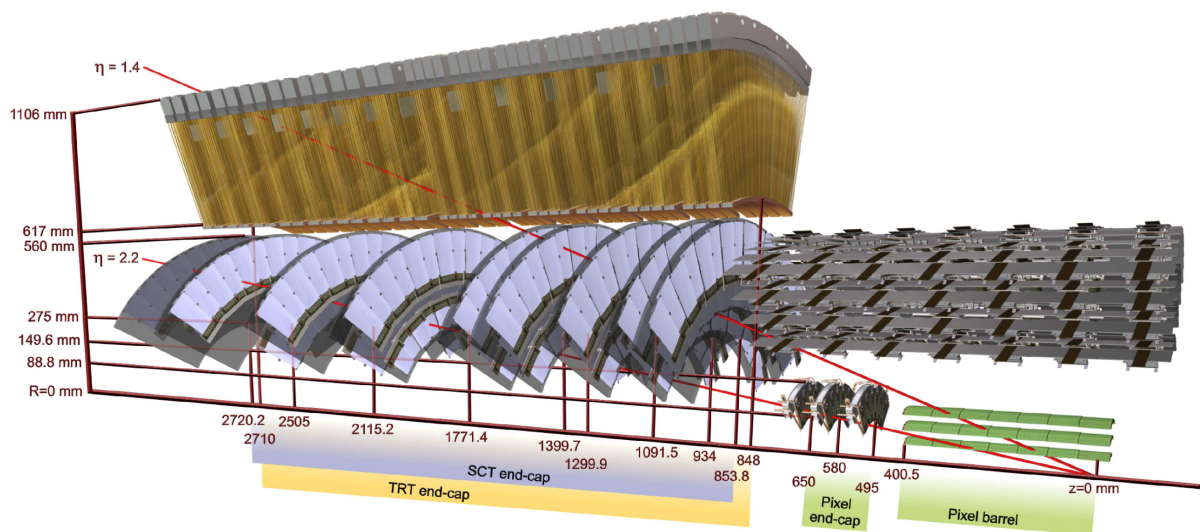 η = 1.4
1106 mm
617 mm
560 mm
η = 2.2
275 mm
149.6 mm
88.8 mm
R=0 mm
2720.2
2710
2505
2115.2
1771.4
1399.7
1299.9
1091.5
934
853.8
848
650
580
495
400.5
z=0 mm
SCT end-cap
TRT end-cap
Pixel
end-cap
Pixel barrel